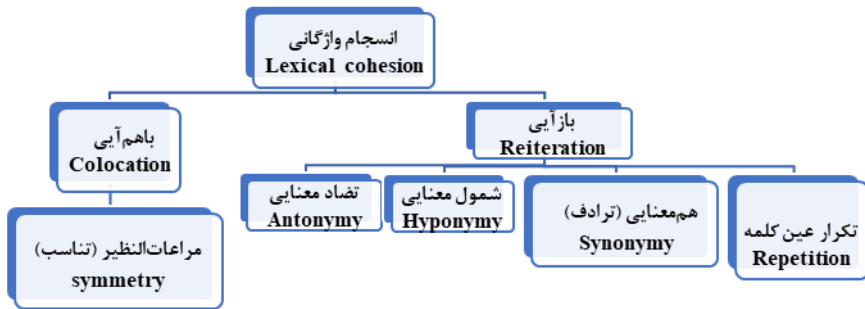 انسجام واژگانی
Lexical cohesion
بازآیی
Reiteration
باهم‌آیی
Colocation
تکرار عین کلمه
Repetition
هم‌معنایی (ترادف)
Synonymy
شمول معنایی
Hyponymy
تضاد معنایی
Antonymy
مراعات‌النظیر (تناسب)
symmetry